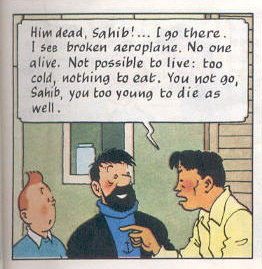 Him dead, Sahib!... I go there.
I see broken aeroplane. No one
alive. Not possible to live: too
cold, nothing to eat. You not go,
Sahib, you too young to die as
well.